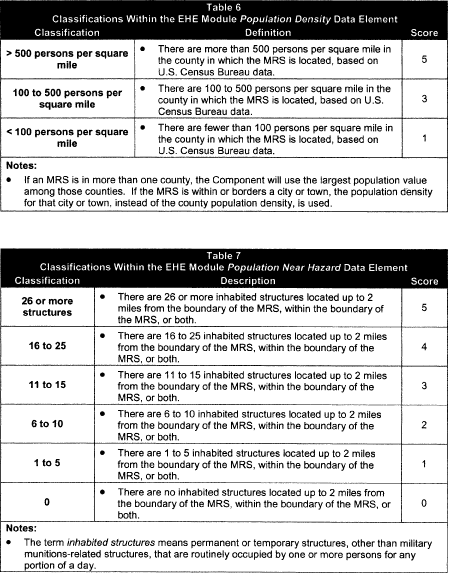 Table 6
Classifications Within the EHE Module Population Density Data Element
Classification Definition Score
> 500 persons per square mile
• There are more than 500 persons per square mile in
the county in which the MRS is located, based on
U.S. Census Bureau data.
5
100 to 500 persons per square mile
• There are 100 to 500 persons per square mile in the
county in which the MRS is located, based on U.S.
Census Bureau data.
3
< 100 persons per square mile
• There are fewer than 100 persons per square mile in
the county in which the MRS is located, based on
U.S. Census Bureau data.
1
Notes:
• If an MRS is in more than one county, the Component will use the largest population value
among those counties. If the MRS is within or borders a city or town, the population density
for that city or town, instead of the county population density, is used.
Table 7
Classifications Within the EHE Module Population Near Hazard Data Element
Classification Description Score
26 or more structures
• There are 26 or more inhabited structures located up to 2
miles from the boundary of the MRS, within the boundary of
the MRS, or both.
5
16 to 25
• There are 16 to 25 inhabited structures located up to 2 miles
from the boundary of the MRS, within the boundary of the
MRS, or both.
4
11 to 15
• There are 11 to 15 inhabited structures located up to 2 miles
from the boundary of the MRS, within the boundary of the
MRS, or both.
3
6 to 10
• There are 6 to 10 inhabited structures located up to 2 miles
from the boundary of the MRS, within the boundary of the
MRS, or both.
2
1 to 5
• There are 1 to 5 inhabited structures located up to 2 miles
from the boundary of the MRS, within the boundary of the
MRS, or both.
1
0
• There are no inhabited structures located up to 2 miles from
the boundary of the MRS, within the boundary of the MRS, or
both.
0
Notes:
• The term inhabited structures means permanent or temporary structures, other than military
munitions-related structures, that are routinely occupied by one or more persons for any
portion of a day.